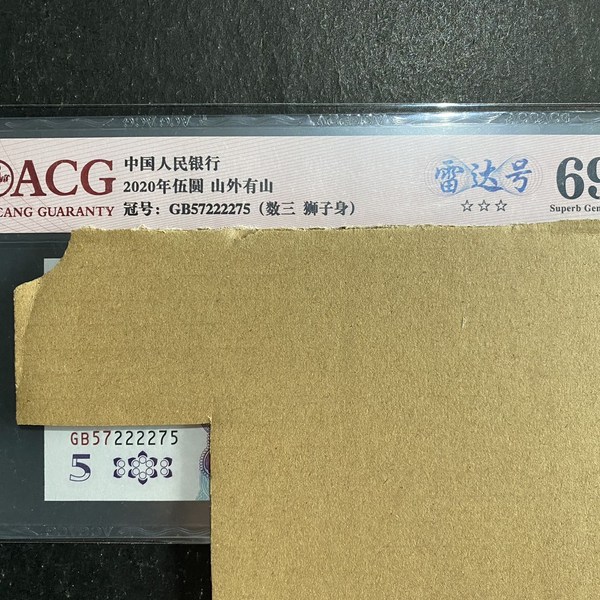 ACG
CANG GUARANTY
中国人民银行
2020年伍圆 山外有山
冠号：GB57222275（数三 狮子身）
雷达号
☆☆☆
69
Superb Gem
GB57222275
5